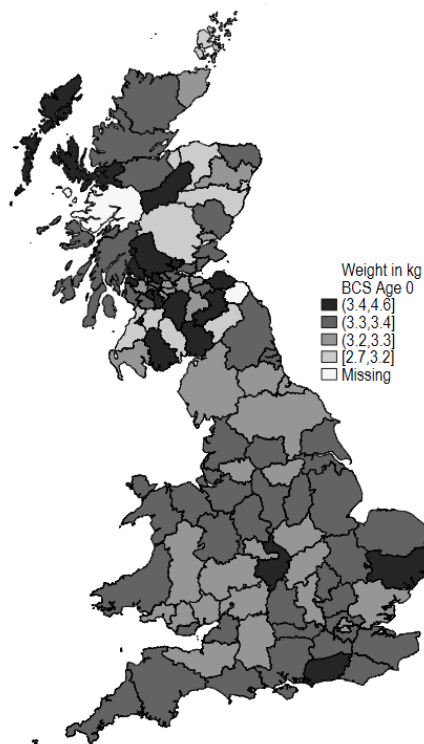 Weight in kg
BCS Age 0
(3.4,4.6]
(3.3,3.4]
(3.2,3.3]
[2.7,3.2]
Missing